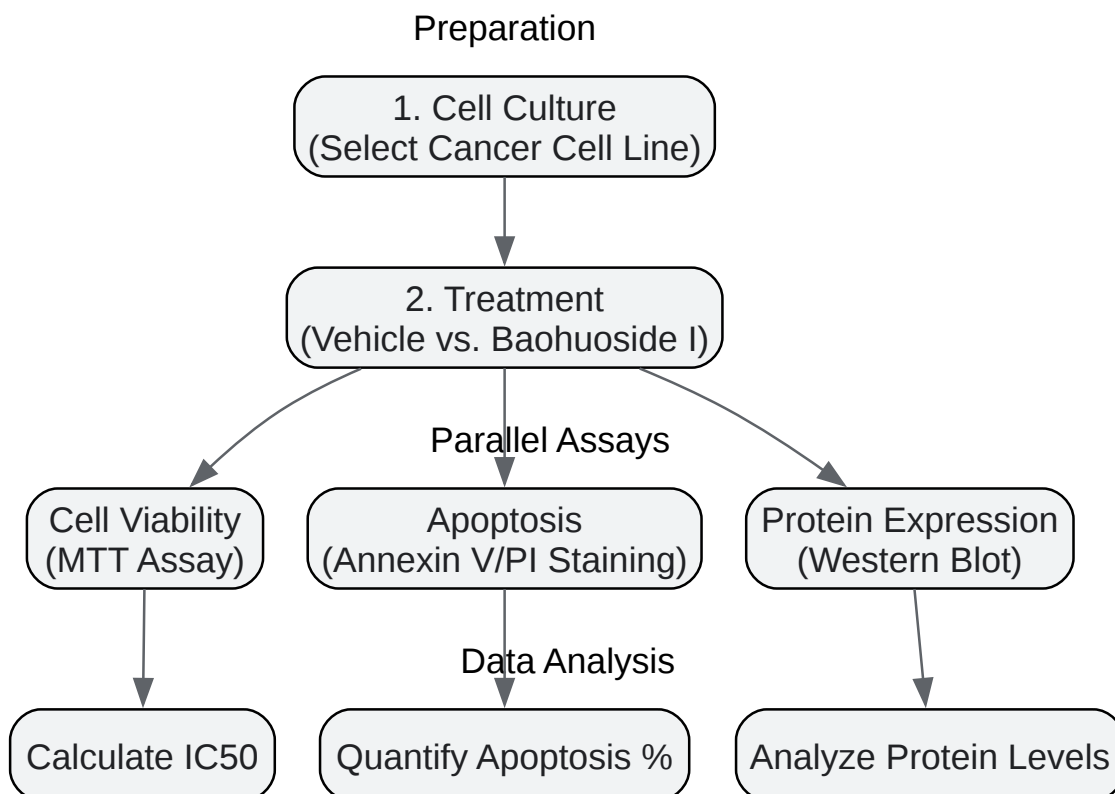 Preparation
1. Cell Culture
(Select Cancer Cell Line)
2. Treatment
(Vehicle vs. Baohuoside I)
Parallel Assays
Cell Viability
(MTT Assay)
Apoptosis
(Annexin V/PI Staining)
Protein Expression
(Western Blot)
Data Analysis
Calculate IC50
Quantify Apoptosis %
Analyze Protein Levels